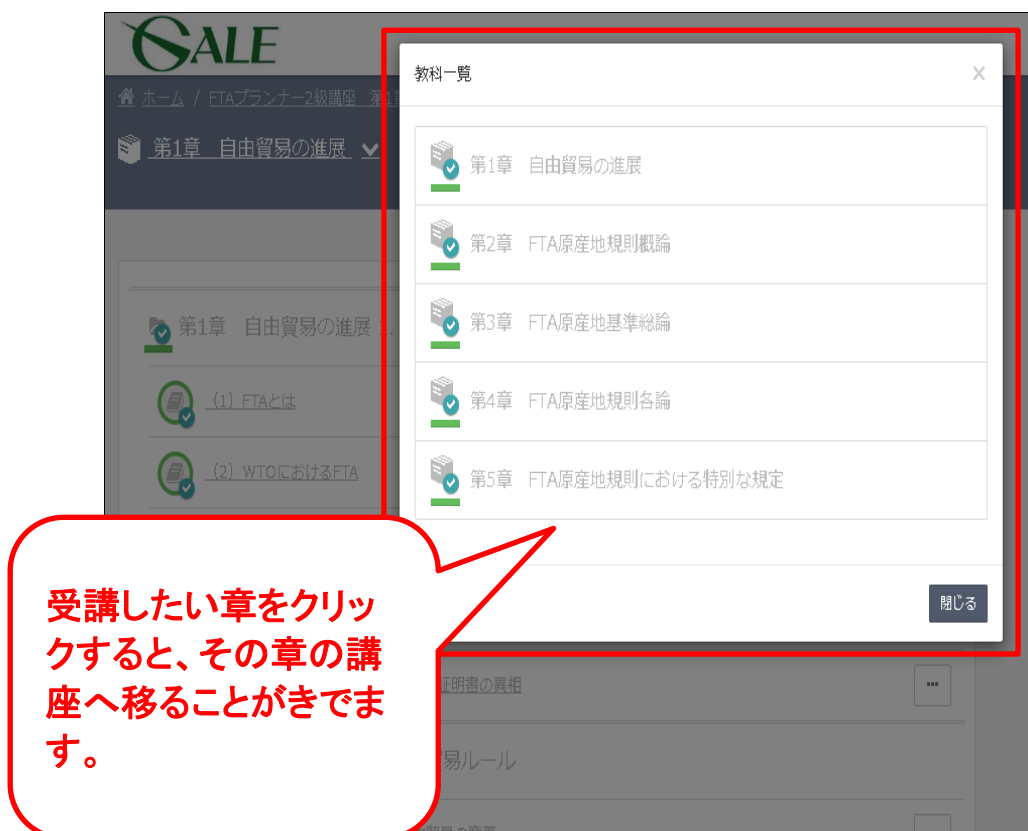 GALE
教科一覧
×
ホーム / FTAプランナー2級講座 第1
第1章 自由貿易の進展
第1章 自由貿易の進展
第2章 FTA原産地規則概論
第3章 FTA原産地基準総論
第4章 FTA原産地規則各論
第5章 FTA原産地規則における特別な規定
閉じる
第1章 自由貿易の進展 1.
(1) FTAとは
(2) WTOにおけるFTA
受講したい章をクリッ
クすると、その章の講
座へ移ることがきでま
す。
証明書の異相
易ルール